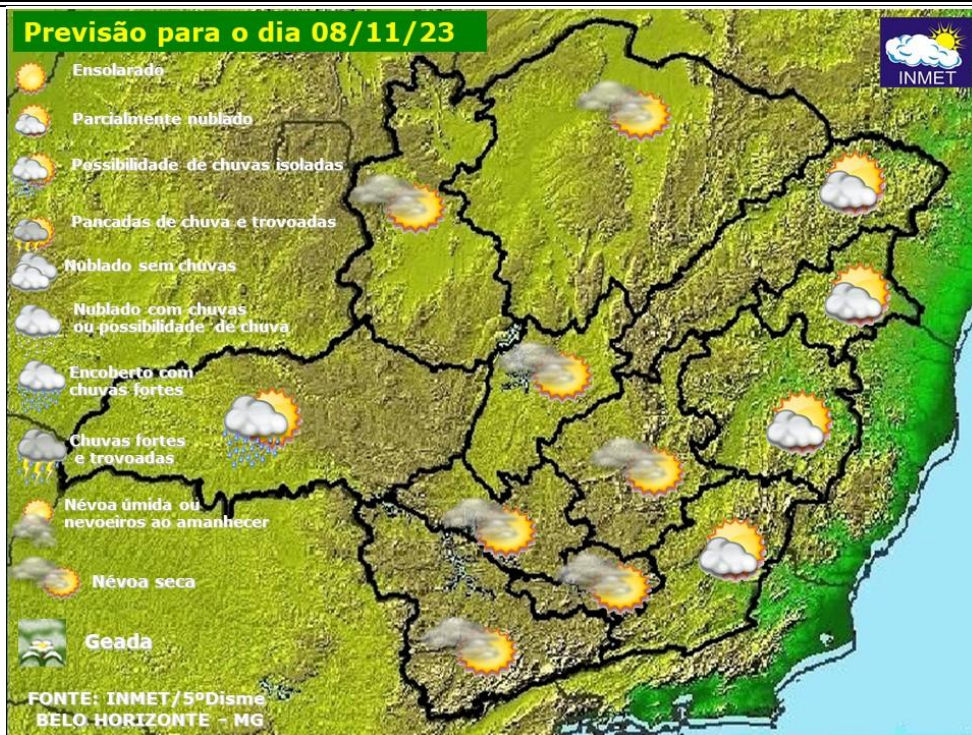 Previsão para o dia 08/11/23
INMET
Ensolarado
Parcialmente nublado
Possibilidade de chuvas isoladas
Pancadas de chuva e trovoadas
Nublado sem chuvas
Nublado com chuvas
ou possibilidade de chuva
Encoberto com
chuvas fortes
Chuvas fortes
e trovoadas
Névoa úmida ou
nevoeiros ao amanhecer
Névoa seca
Geada
FONTE: INMET/5ºDisme
BELO HORIZONTE - MG